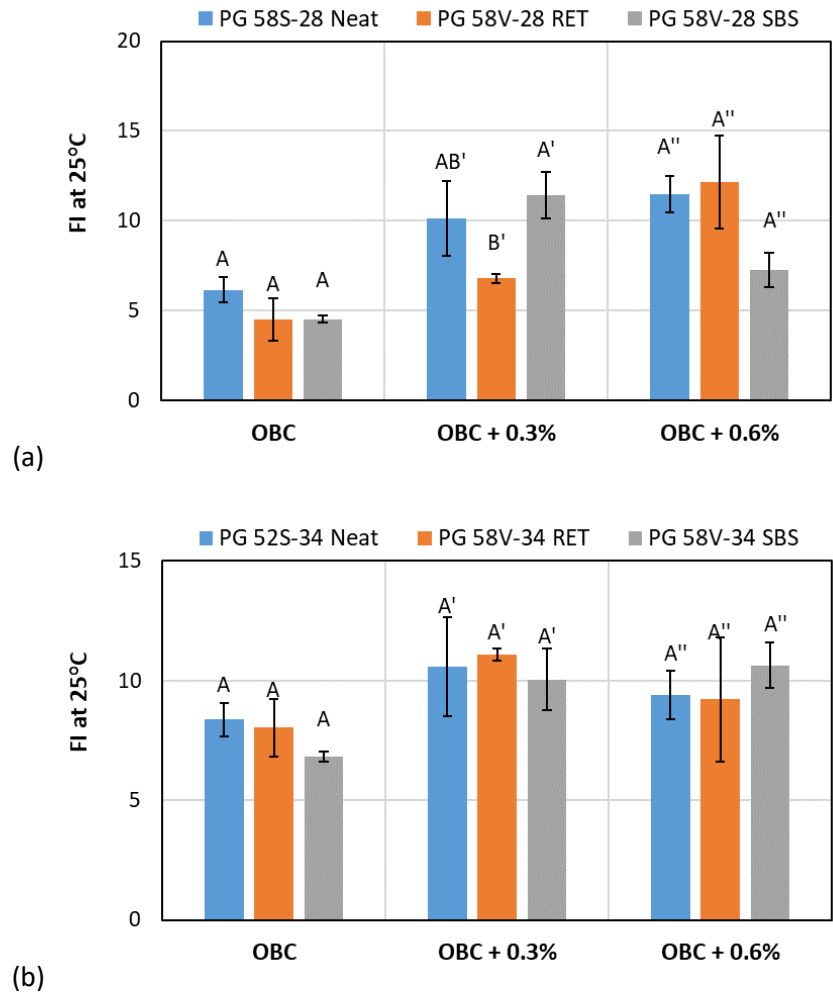 PG 58S-28 Neat PG 58V-28 RET PG 58V-28 SBS
20
15
10
5
0
FI at 25°C
A
A
A
AB'
B'
A'
A''
A''
A''
OBC
OBC + 0.3%
OBC + 0.6%
(a)
PG 52S-34 Neat PG 58V-34 RET PG 58V-34 SBS
15
10
5
0
FI at 25°C
A
A
A
A'
A'
A'
A''
A''
A''
OBC
OBC + 0.3%
OBC + 0.6%
(b)